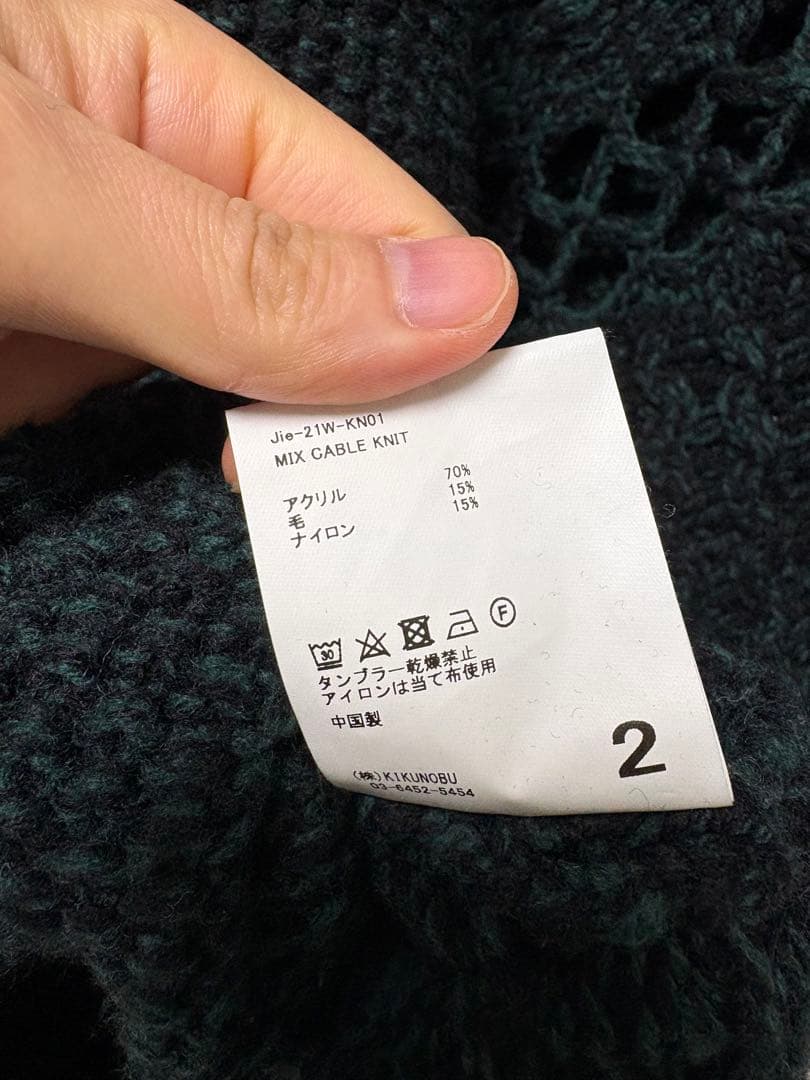 Jie-21W-KN01
MIX CABLE KNIT
アクリル 70%
毛 15%
ナイロン 15%
30 F
タンブラー乾燥禁止
アイロンは当て布使用
中国製
2
(株)KIKUNOBU
03-6452-5454